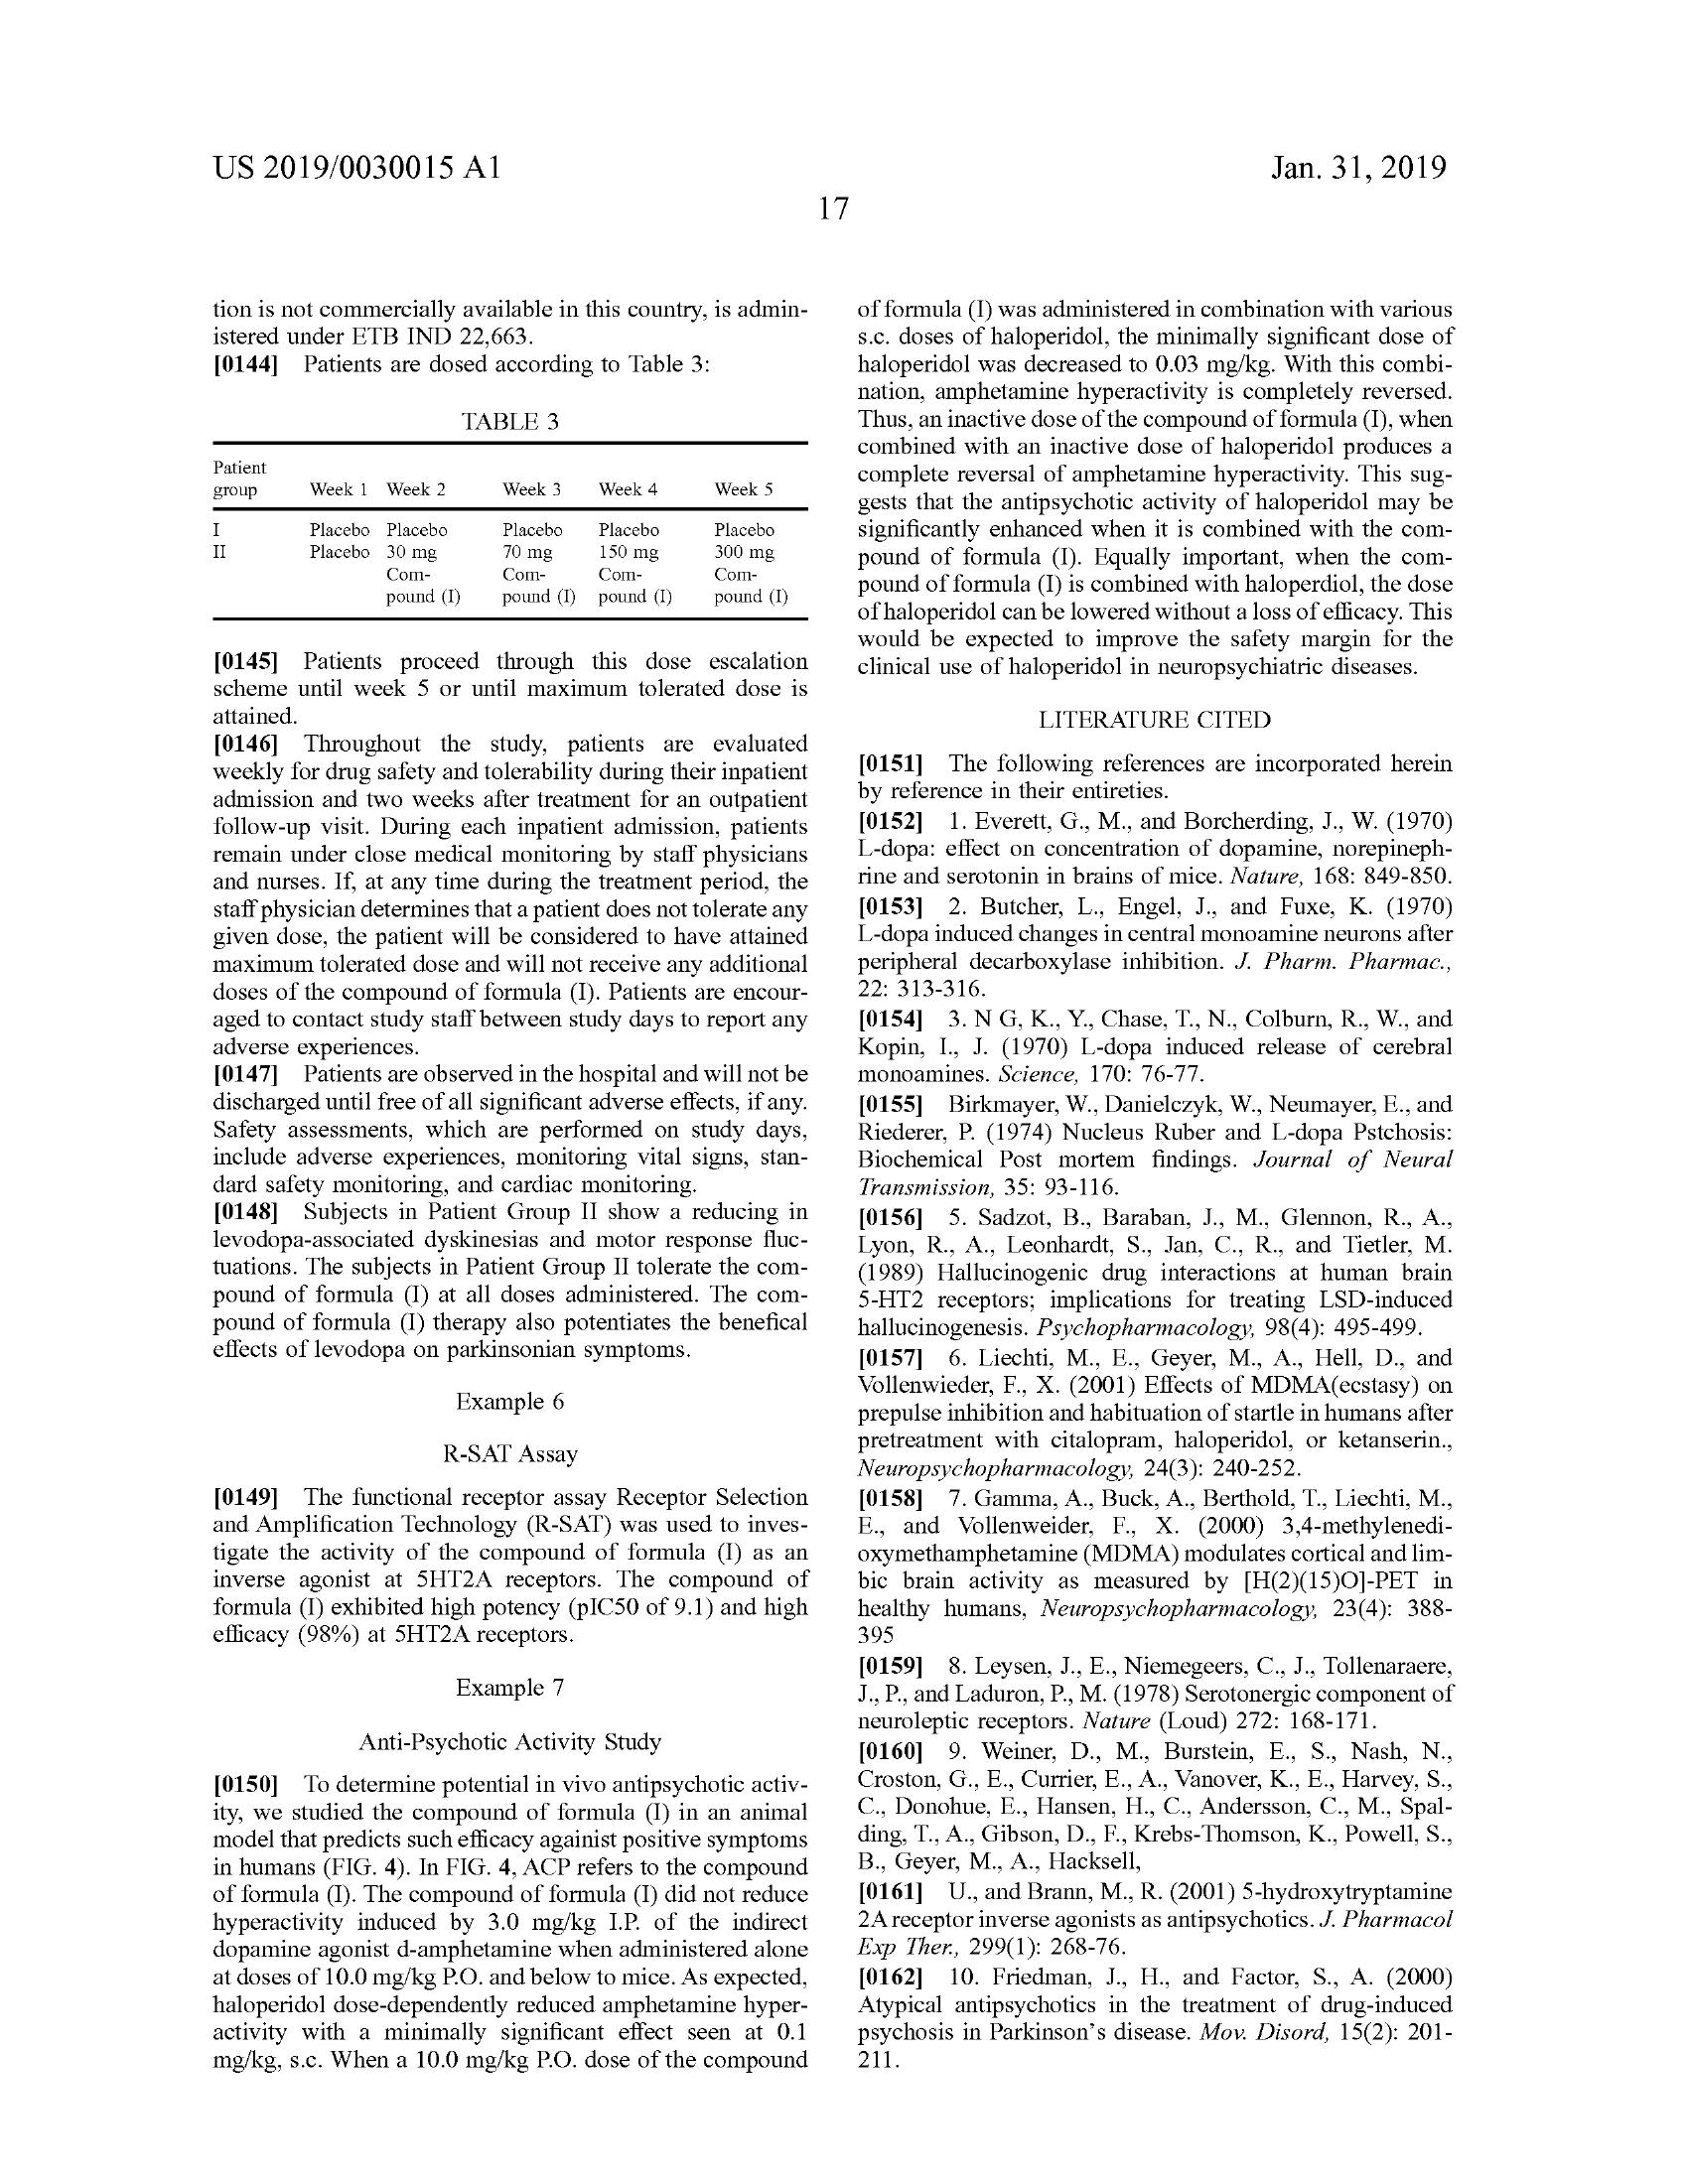 US 2019/0030015 A1
Jan. 31, 2019
17
tion is not commercially available in this country, is admin-
istered under ETB IND 22,663.
[0144] Patients are dosed according to Table 3:
TABLE 3
Patient
group Week 1 Week 2 Week 3 Week 4 Week 5
I Placebo Placebo Placebo Placebo Placebo
II Placebo 30 mg 70 mg 150 mg 300 mg
Com- Com- Com- Com-
pound (I) pound (I) pound (I) pound (I)
[0145] Patients proceed through this dose escalation
scheme until week 5 or until maximum tolerated dose is
attained.
[0146] Throughout the study, patients are evaluated
weekly for drug safety and tolerability during their inpatient
admission and two weeks after treatment for an outpatient
follow-up visit. During each inpatient admission, patients
remain under close medical monitoring by staff physicians
and nurses. If, at any time during the treatment period, the
staff physician determines that a patient does not tolerate any
given dose, the patient will be considered to have attained
maximum tolerated dose and will not receive any additional
doses of the compound of formula (I). Patients are encour-
aged to contact study staff between study days to report any
adverse experiences.
[0147] Patients are observed in the hospital and will not be
discharged until free of all significant adverse effects, if any.
Safety assessments, which are performed on study days,
include adverse experiences, monitoring vital signs, stan-
dard safety monitoring, and cardiac monitoring.
[0148] Subjects in Patient Group II show a reducing in
levodopa-associated dyskinesias and motor response fluc-
tuations. The subjects in Patient Group II tolerate the com-
pound of formula (I) at all doses administered. The com-
pound of formula (I) therapy also potentiates the benefical
effects of levodopa on parkinsonian symptoms.
Example 6
R-SAT Assay
[0149] The functional receptor assay Receptor Selection
and Amplification Technology (R-SAT) was used to inves-
tigate the activity of the compound of formula (I) as an
inverse agonist at 5HT2A receptors. The compound of
formula (I) exhibited high potency (pIC50 of 9.1) and high
efficacy (98%) at 5HT2A receptors.
Example 7
Anti-Psychotic Activity Study
[0150] To determine potential in vivo antipsychotic activ-
ity, we studied the compound of formula (I) in an animal
model that predicts such efficacy againist positive symptoms
in humans (FIG. 4). In FIG. 4, ACP refers to the compound
of formula (I). The compound of formula (I) did not reduce
hyperactivity induced by 3.0 mg/kg I.P. of the indirect
dopamine agonist d-amphetamine when administered alone
at doses of 10.0 mg/kg P.O. and below to mice. As expected,
haloperidol dose-dependently reduced amphetamine hyper-
activity with a minimally significant effect seen at 0.1
mg/kg, s.c. When a 10.0 mg/kg P.O. dose of the compound
of formula (I) was administered in combination with various
s.c. doses of haloperidol, the minimally significant dose of
haloperidol was decreased to 0.03 mg/kg. With this combi-
nation, amphetamine hyperactivity is completely reversed.
Thus, an inactive dose of the compound of formula (I), when
combined with an inactive dose of haloperidol produces a
complete reversal of amphetamine hyperactivity. This sug-
gests that the antipsychotic activity of haloperidol may be
significantly enhanced when it is combined with the com-
pound of formula (I). Equally important, when the com-
pound of formula (I) is combined with haloperdiol, the dose
of haloperidol can be lowered without a loss of efficacy. This
would be expected to improve the safety margin for the
clinical use of haloperidol in neuropsychiatric diseases.
LITERATURE CITED
[0151] The following references are incorporated herein
by reference in their entireties.
[0152] 1. Everett, G., M., and Borcherding, J., W. (1970)
L-dopa: effect on concentration of dopamine, norepineph-
rine and serotonin in brains of mice. Nature, 168: 849-850.
[0153] 2. Butcher, L., Engel, J., and Fuxe, K. (1970)
L-dopa induced changes in central monoamine neurons after
peripheral decarboxylase inhibition. J. Pharm. Pharmac.,
22: 313-316.
[0154] 3. N G, K., Y., Chase, T., N., Colburn, R., W., and
Kopin, I., J. (1970) L-dopa induced release of cerebral
monoamines. Science, 170: 76-77.
[0155] Birkmayer, W., Danielczyk, W., Neumayer, E., and
Riederer, P. (1974) Nucleus Ruber and L-dopa Pstchosis:
Biochemical Post mortem findings. Journal of Neural
Transmission, 35: 93-116.
[0156] 5. Sadzot, B., Baraban, J., M., Glennon, R., A.,
Lyon, R., A., Leonhardt, S., Jan, C., R., and Tietler, M.
(1989) Hallucinogenic drug interactions at human brain
5-HT2 receptors; implications for treating LSD-induced
hallucinogenesis. Psychopharmacology, 98(4): 495-499.
[0157] 6. Liechti, M., E., Geyer, M., A., Hell, D., and
Vollenwieder, F., X. (2001) Effects of MDMA(ecstasy) on
prepulse inhibition and habituation of startle in humans after
pretreatment with citalopram, haloperidol, or ketanserin.,
Neuropsychopharmacology, 24(3): 240-252.
[0158] 7. Gamma, A., Buck, A., Berthold, T., Liechti, M.,
E., and Vollenweider, F., X. (2000) 3,4-methylenedi-
oxymethamphetamine (MDMA) modulates cortical and lim-
bic brain activity as measured by [H(2)(15)O]-PET in
healthy humans, Neuropsychopharmacology, 23(4): 388-
395
[0159] 8. Leysen, J., E., Niemegeers, C., J., Tollenaraere,
J., P., and Laduron, P., M. (1978) Serotonergic component of
neuroleptic receptors. Nature (Loud) 272: 168-171.
[0160] 9. Weiner, D., M., Burstein, E., S., Nash, N.,
Croston, G., E., Currier, E., A., Vanover, K., E., Harvey, S.,
C., Donohue, E., Hansen, H., C., Andersson, C., M., Spal-
ding, T., A., Gibson, D., F., Krebs-Thomson, K., Powell, S.,
B., Geyer, M., A., Hacksell,
[0161] U., and Brann, M., R. (2001) 5-hydroxytryptamine
2A receptor inverse agonists as antipsychotics. J. Pharmacol
Exp Ther., 299(1): 268-76.
[0162] 10. Friedman, J., H., and Factor, S., A. (2000)
Atypical antipsychotics in the treatment of drug-induced
psychosis in Parkinson's disease. Mov. Disord, 15(2): 201-
211.